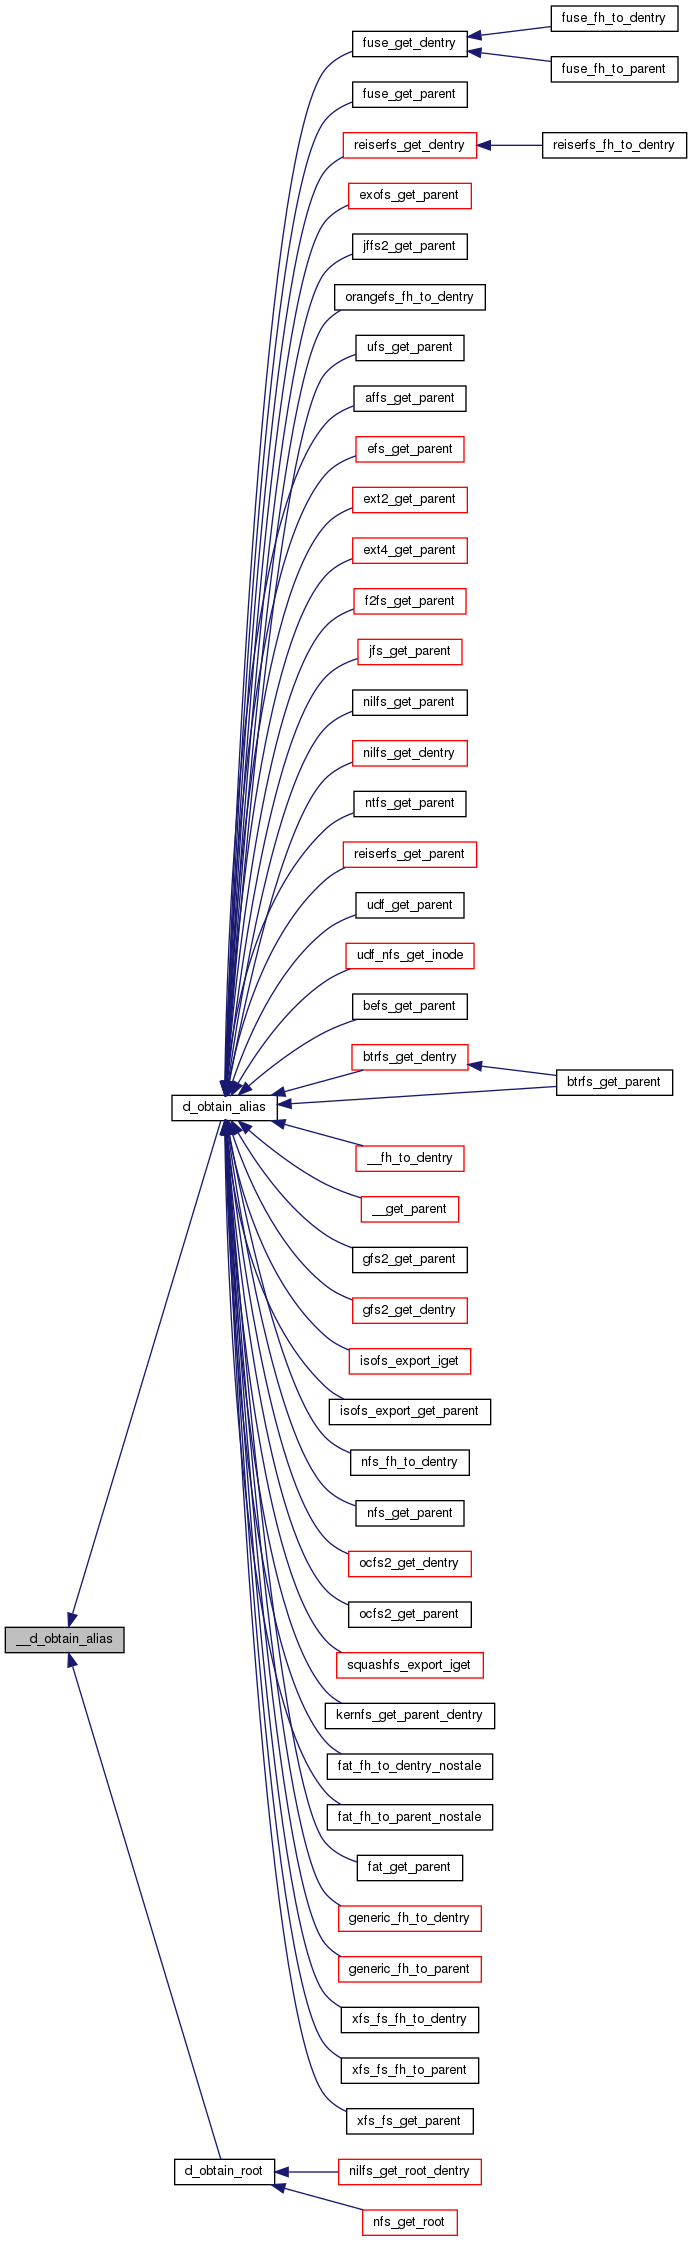 fuse_fh_to_dentry
fuse_get_dentry
fuse_fh_to_parent
fuse_get_parent
reiserfs_get_dentry
reiserfs_fh_to_dentry
exofs_get_parent
jffs2_get_parent
orangefs_fh_to_dentry
ufs_get_parent
affs_get_parent
efs_get_parent
ext2_get_parent
ext4_get_parent
f2fs_get_parent
jfs_get_parent
nilfs_get_parent
nilfs_get_dentry
ntfs_get_parent
reiserfs_get_parent
udf_get_parent
udf_nfs_get_inode
befs_get_parent
btrfs_get_dentry
btrfs_get_parent
d_obtain_alias
__fh_to_dentry
__get_parent
gfs2_get_parent
gfs2_get_dentry
isofs_export_iget
isofs_export_get_parent
nfs_fh_to_dentry
nfs_get_parent
ocfs2_get_dentry
ocfs2_get_parent
__d_obtain_alias
squashfs_export_iget
kernfs_get_parent_dentry
fat_fh_to_dentry_nostale
fat_fh_to_parent_nostale
fat_get_parent
generic_fh_to_dentry
generic_fh_to_parent
xfs_fs_fh_to_dentry
xfs_fs_fh_to_parent
xfs_fs_get_parent
d_obtain_root
nilfs_get_root_dentry
nfs_get_root